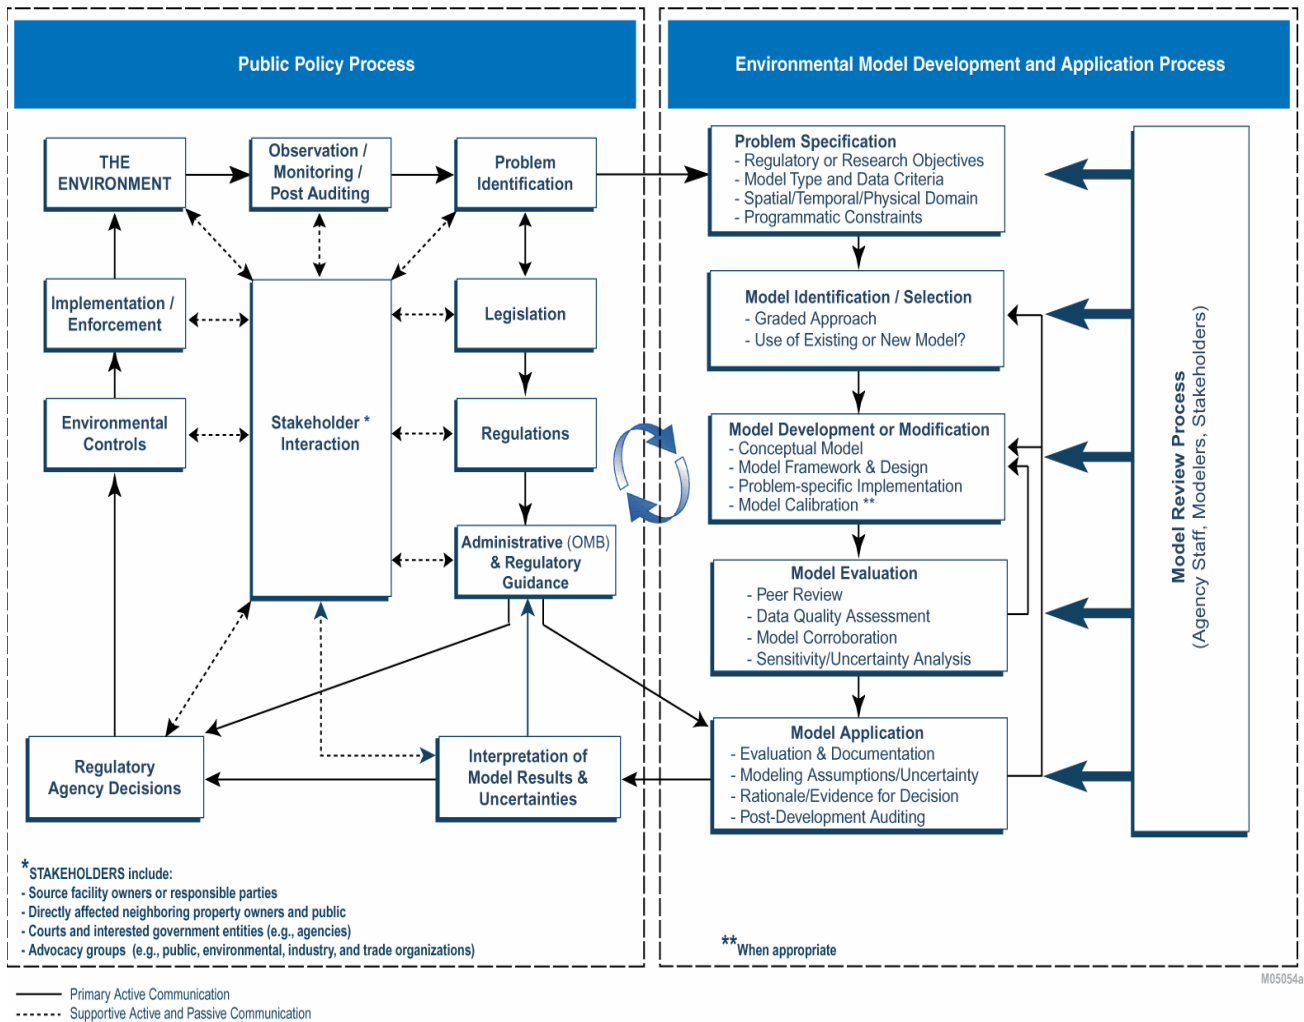 Public Policy Process
Environmental Model Development and Application Process
THE
ENVIRONMENT
Observation /
Monitoring /
Post Auditing
Problem
Identification
Implementation /
Enforcement
Legislation
Environmental
Controls
Stakeholder *
Interaction
Regulations
Administrative (OMB)
& Regulatory
Guidance
Regulatory
Agency Decisions
Interpretation of
Model Results &
Uncertainties
*STAKEHOLDERS include:
- Source facility owners or responsible parties
- Directly affected neighboring property owners and public
- Courts and interested government entities (e.g., agencies)
- Advocacy groups (e.g., public, environmental, industry, and trade organizations)
Problem Specification
- Regulatory or Research Objectives
- Model Type and Data Criteria
- Spatial/Temporal/Physical Domain
- Programmatic Constraints
Model Identification / Selection
- Graded Approach
- Use of Existing or New Model?
Model Development or Modification
- Conceptual Model
- Model Framework & Design
- Problem-specific Implementation
- Model Calibration **
Model Evaluation
- Peer Review
- Data Quality Assessment
- Model Corroboration
- Sensitivity/Uncertainty Analysis
Model Application
- Evaluation & Documentation
- Modeling Assumptions/Uncertainty
- Rationale/Evidence for Decision
- Post-Development Auditing
Model Review Process
(Agency Staff, Modelers, Stakeholders)
**When appropriate
M05054a
Primary Active Communication
Supportive Active and Passive Communication